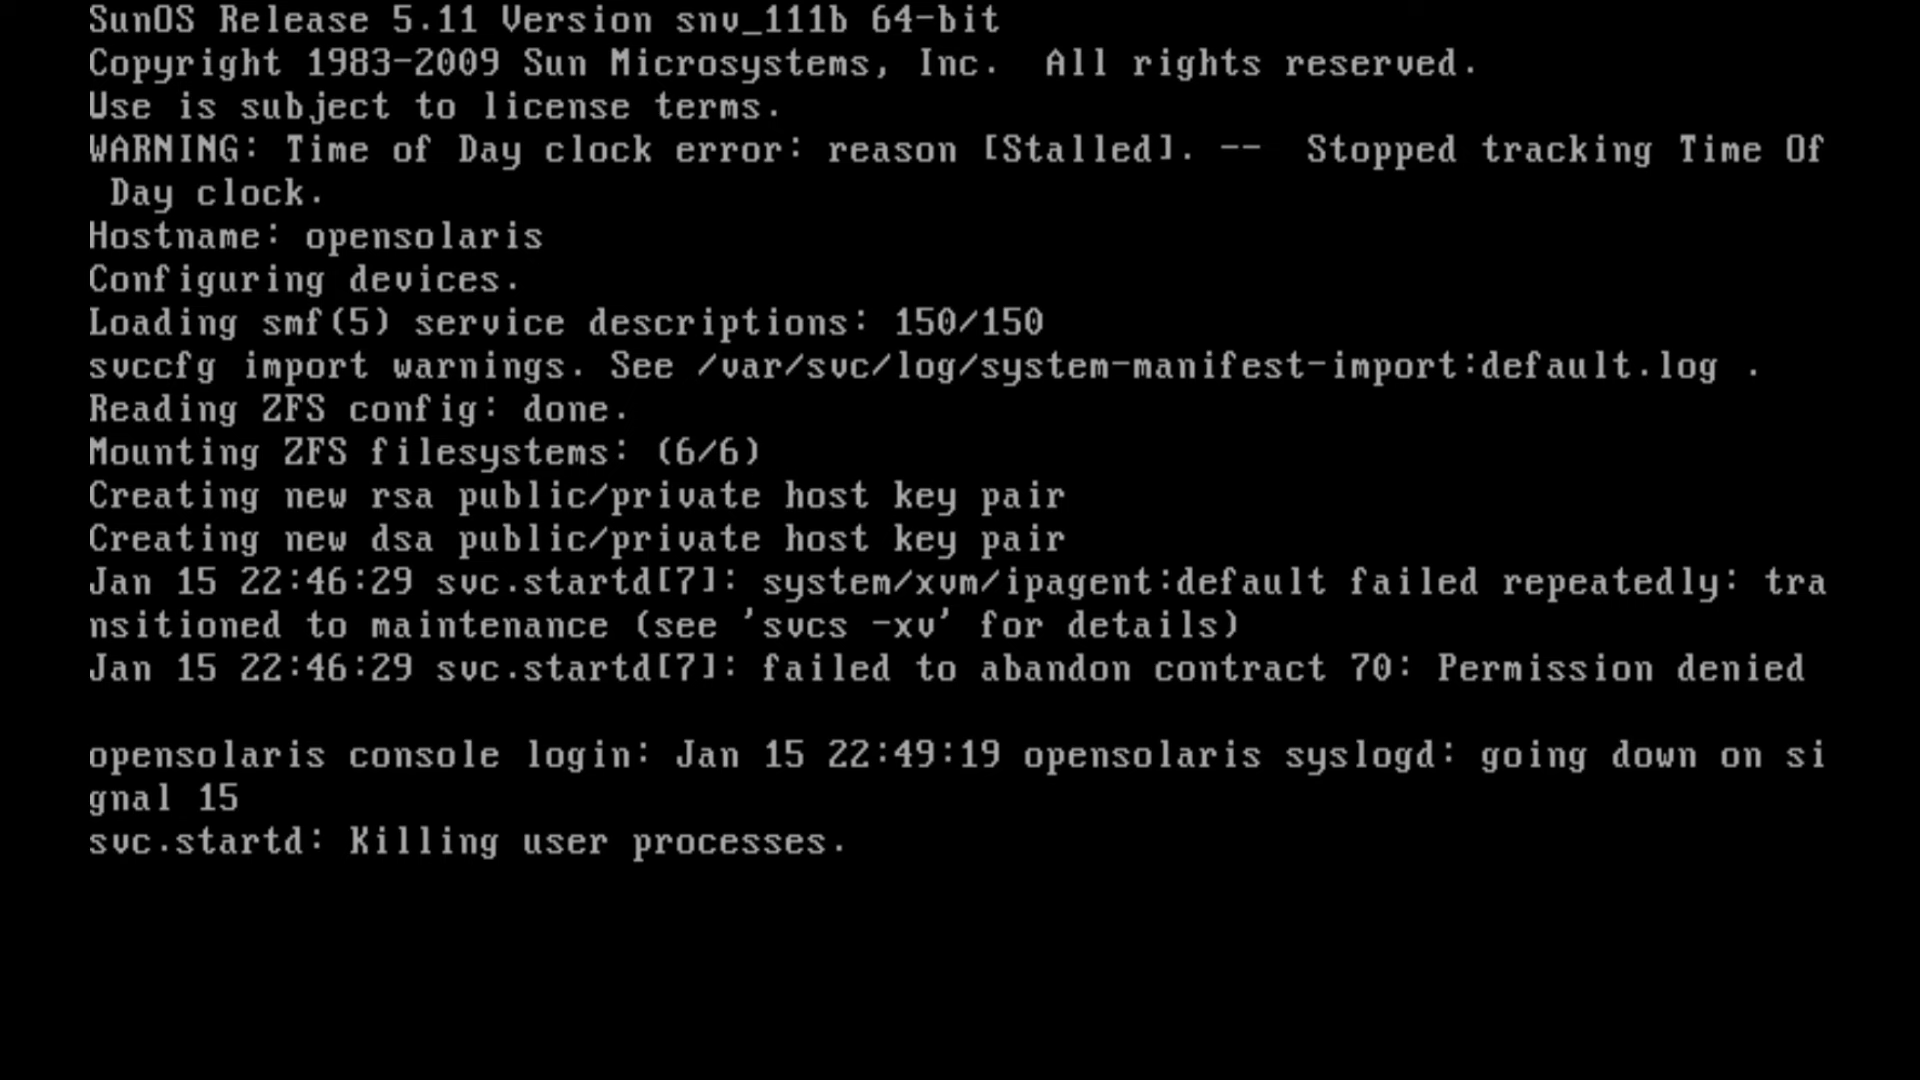 SunOS Release 5.11 Version snv_111b 64-bit
Copyright 1983-2009 Sun Microsystems, Inc.  All rights reserved.
Use is subject to license terms.
WARNING: Time of Day clock error: reason [Stalled]. --  Stopped tracking Time Of
 Day clock.
Hostname: opensolaris
Configuring devices.
Loading smf(5) service descriptions: 150/150
svccfg import warnings. See /var/svc/log/system-manifest-import:default.log .
Reading ZFS config: done.
Mounting ZFS filesystems: (6/6)
Creating new rsa public/private host key pair
Creating new dsa public/private host key pair
Jan 15 22:46:29 svc.startd[7]: system/xvm/ipagent:default failed repeatedly: tra
nsitioned to maintenance (see 'svcs -xv' for details)
Jan 15 22:46:29 svc.startd[7]: failed to abandon contract 70: Permission denied
opensolaris console login: Jan 15 22:49:19 opensolaris syslogd: going down on si
gnal 15
svc.startd: Killing user processes.